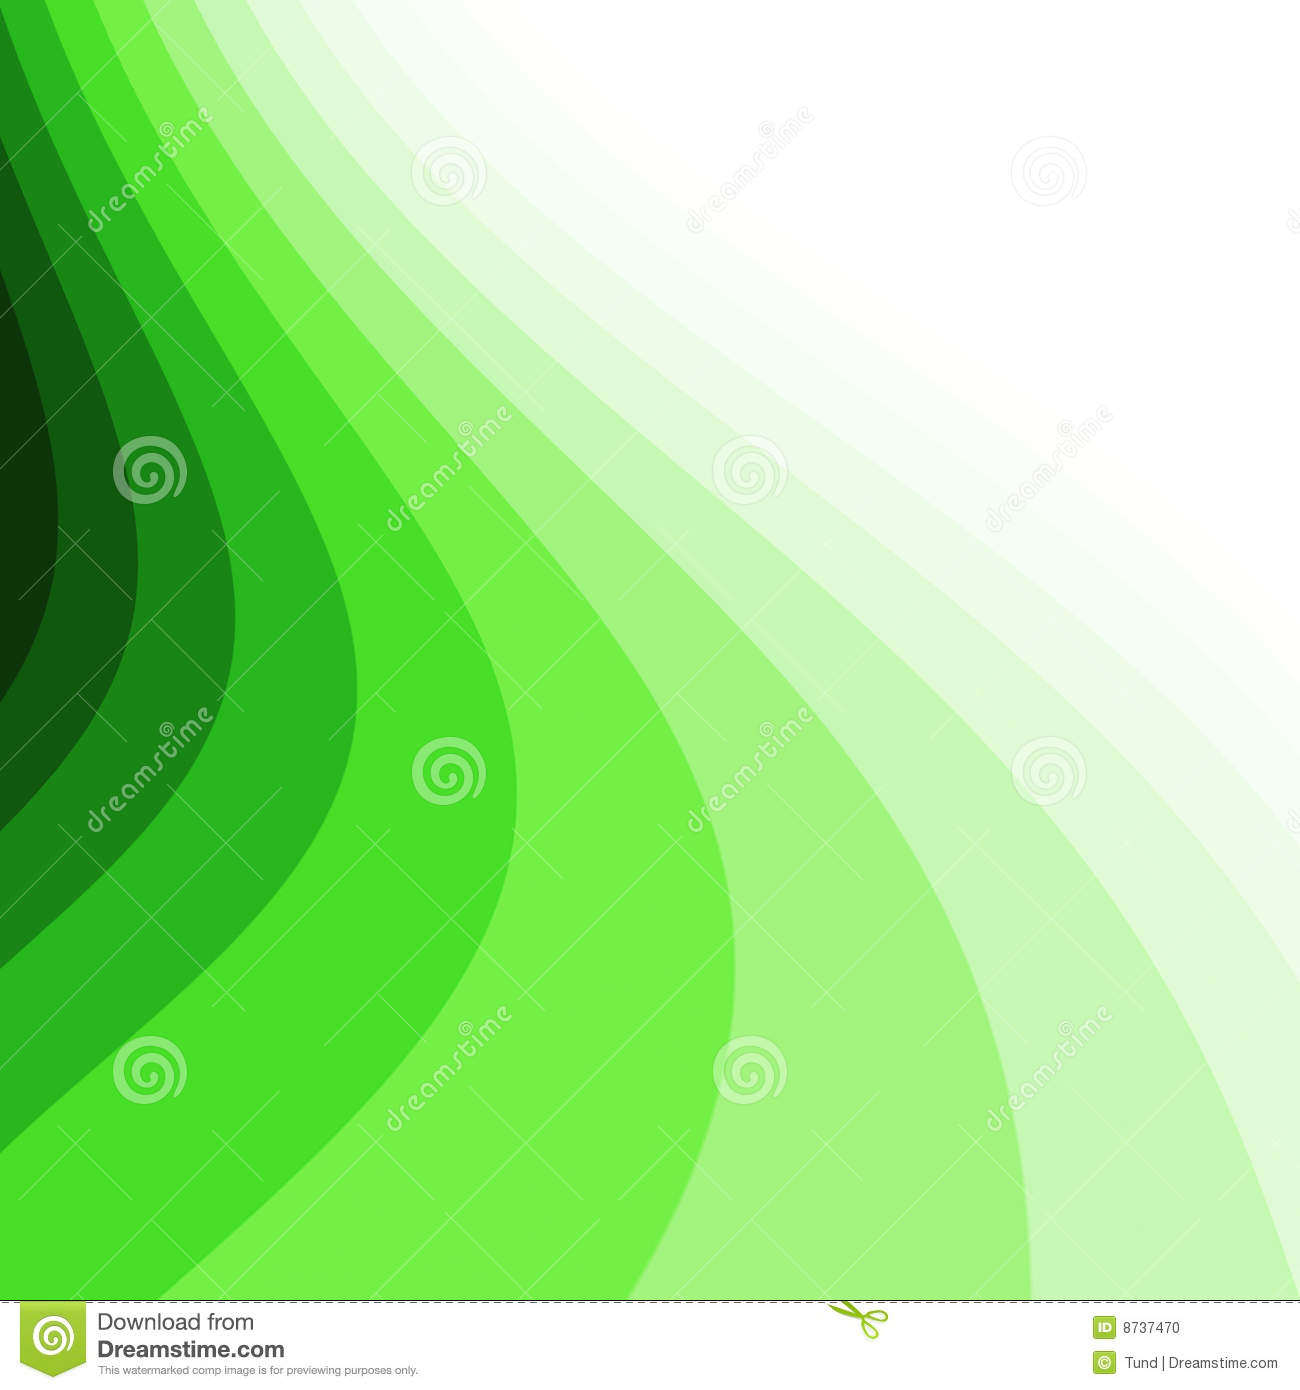 dreamstime
dreamstime
dreamstime
dreamstime
dreamstime
dreamstime
dreamstime
dreamstime
Download from
Dreamstime.com
This watermarked comp image is for previewing purposes only.
ID 8737470
© Tund | Dreamstime.com